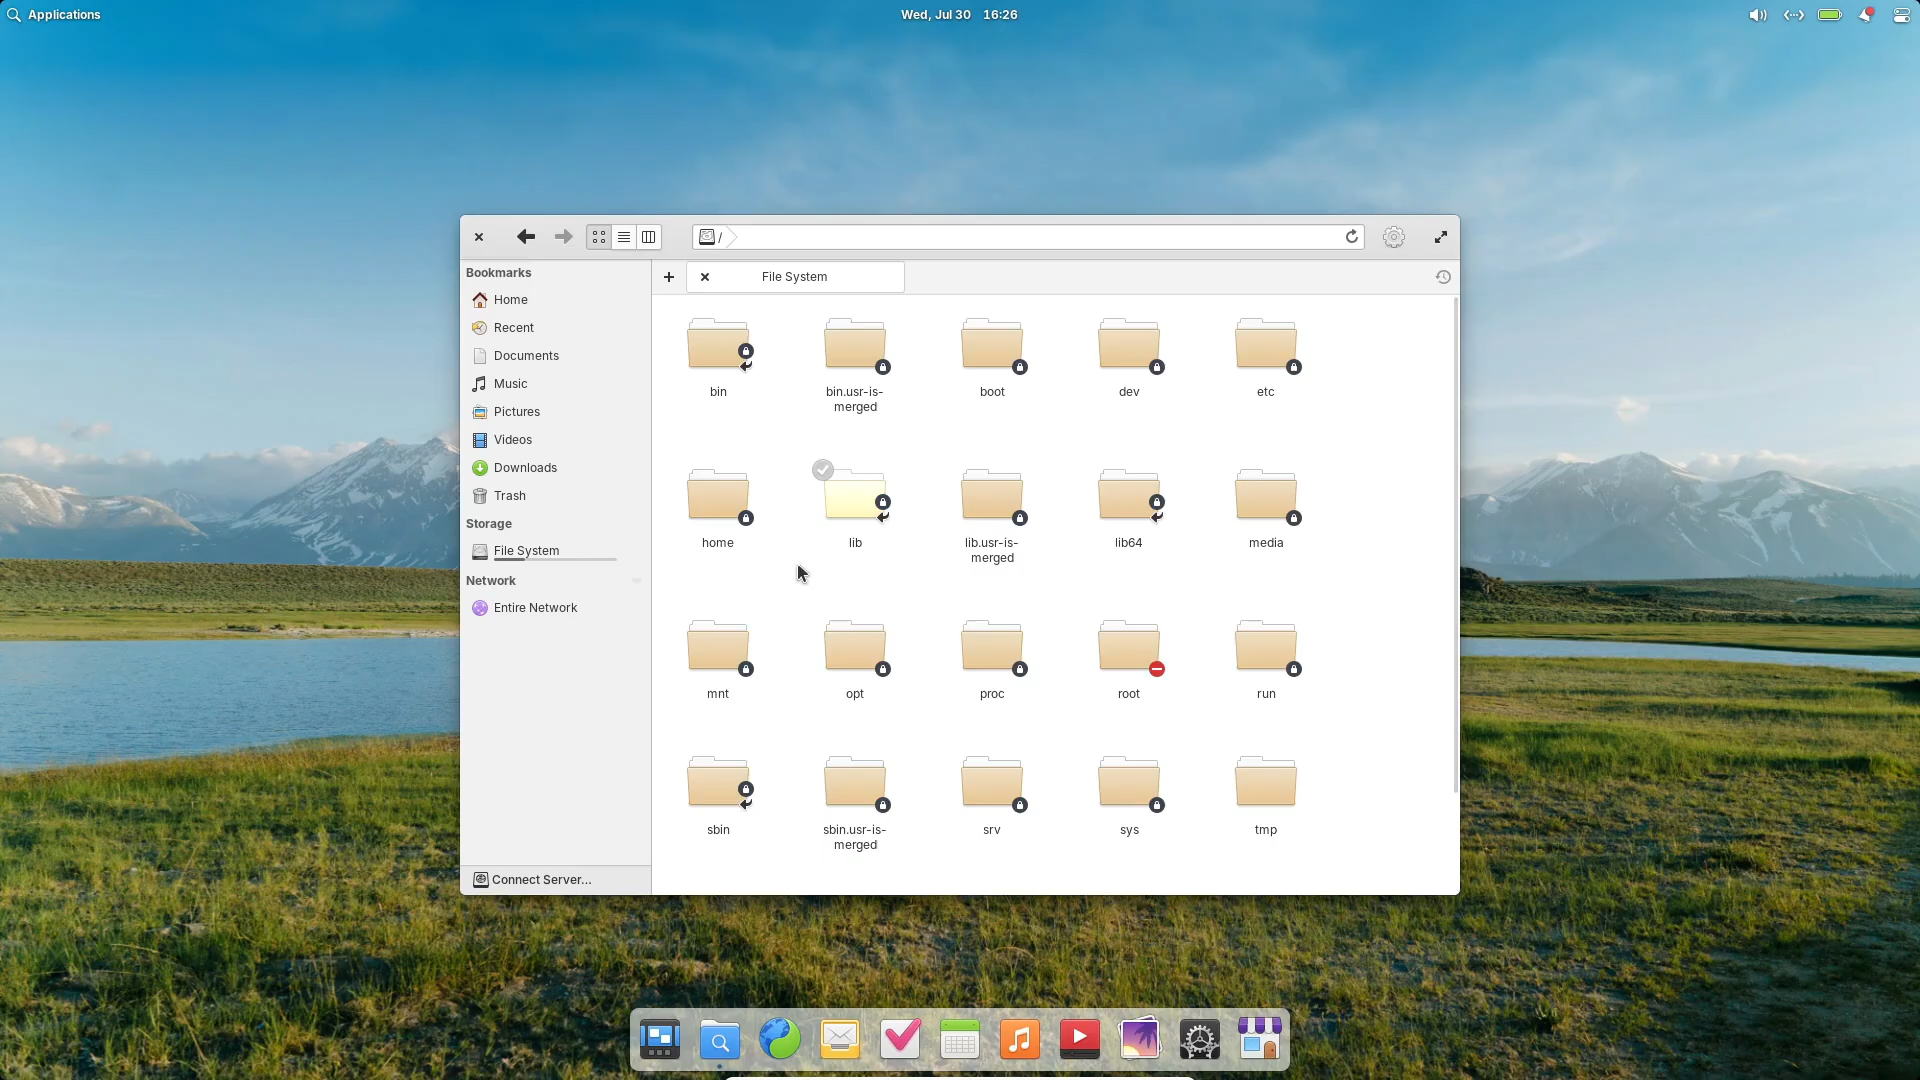 Applications
Wed, Jul 30 16:26
/
Bookmarks
File System
Home
Recent
Documents
Music
Pictures
Videos
Downloads
Trash
Storage
File System
Network
Entire Network
Connect Server...
bin
bin.usr-is-
merged
boot
dev
etc
home
lib
lib.usr-is-
merged
lib64
media
mnt
opt
proc
root
run
sbin
sbin.usr-is-
merged
srv
sys
tmp